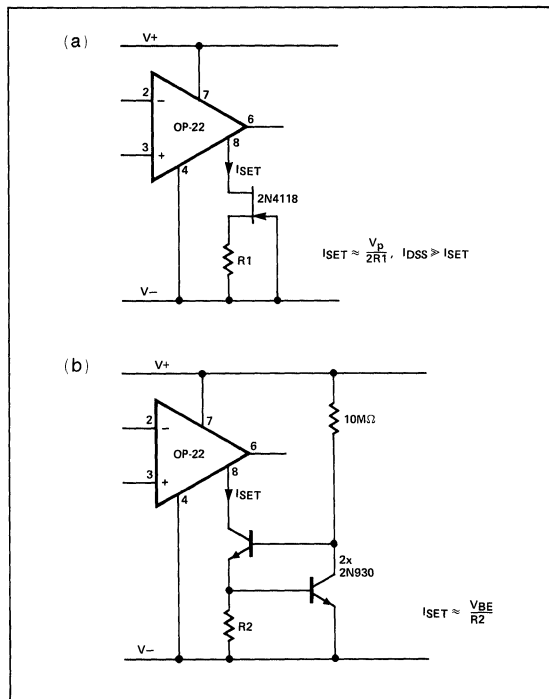 (a)
V+
2
−
7
OP-22
6
8
3
+
4
ISET
2N4118
R1
ISET ≈ Vp/2R1, IDSS ⩾ ISET
V−
(b)
V+
10MΩ
2
−
7
OP-22
6
8
3
+
4
ISET
2x
2N930
R2
ISET ≈ VBE/R2
V−